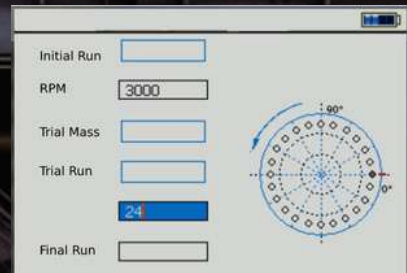 Initial Run
RPM 3000
90°
Trial Mass
Trial Run
0°
24
Final Run